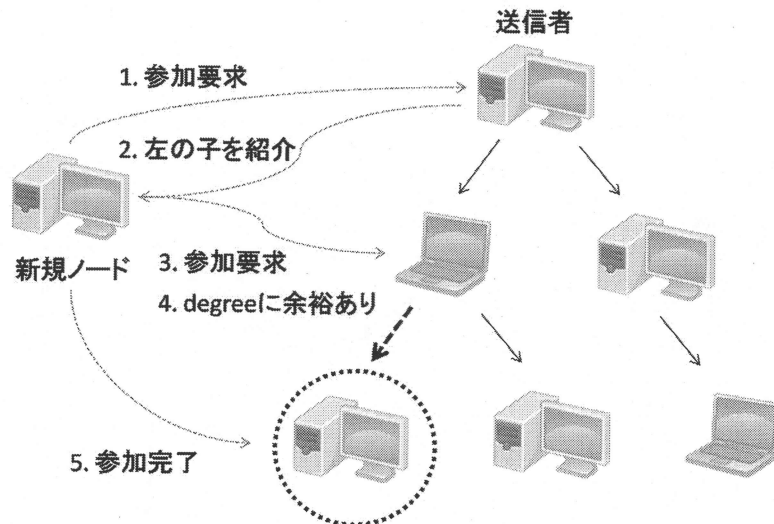 送信者
1. 参加要求
2. 左の子を紹介
新規ノード
3. 参加要求
4. degreeに余裕あり
5. 参加完了